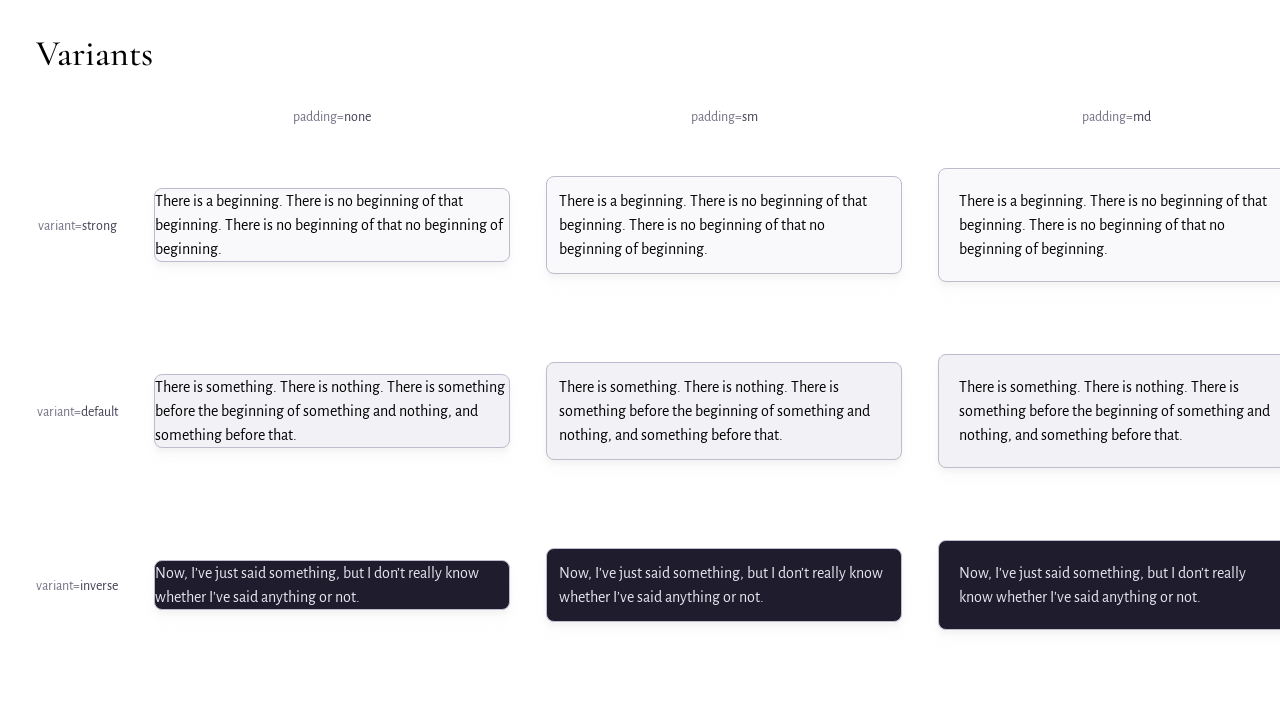 Variants
padding=none
padding=sm
padding=md
variant=strong
There is a beginning. There is no beginning of that
beginning. There is no beginning of that no beginning of
beginning.
There is a beginning. There is no beginning of that
beginning. There is no beginning of that no
beginning of beginning.
There is a beginning. There is no beginning of that
beginning. There is no beginning of that no
beginning of beginning.
variant=default
There is something. There is nothing. There is something
before the beginning of something and nothing, and
something before that.
There is something. There is nothing. There is
something before the beginning of something and
nothing, and something before that.
There is something. There is nothing. There is
something before the beginning of something and
nothing, and something before that.
variant=inverse
Now, I've just said something, but I don't really know
whether I've said anything or not.
Now, I've just said something, but I don't really know
whether I've said anything or not.
Now, I've just said something, but I don't really
know whether I've said anything or not.